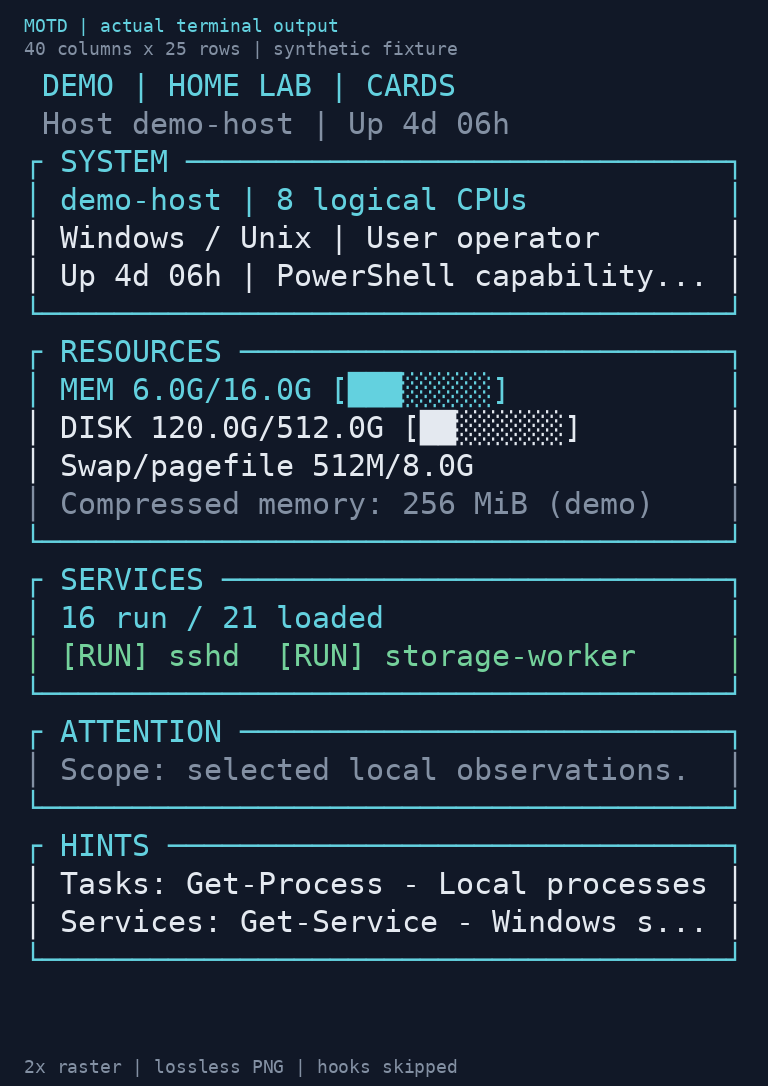 MOTD | actual terminal output
40 columns x 25 rows | synthetic fixture
DEMO | HOME LAB | CARDS
Host demo-host | Up 4d 06h
SYSTEM
demo-host | 8 logical CPUs
Windows / Unix | User operator
Up 4d 06h | PowerShell capability...
RESOURCES
MEM 6.0G/16.0G [███░░░░░]
DISK 120.0G/512.0G [██░░░░░░]
Swap/pagefile 512M/8.0G
Compressed memory: 256 MiB (demo)
SERVICES
16 run / 21 loaded
[RUN] sshd  [RUN] storage-worker
ATTENTION
Scope: selected local observations.
HINTS
Tasks: Get-Process - Local processes
Services: Get-Service - Windows s...
2x raster | lossless PNG | hooks skipped